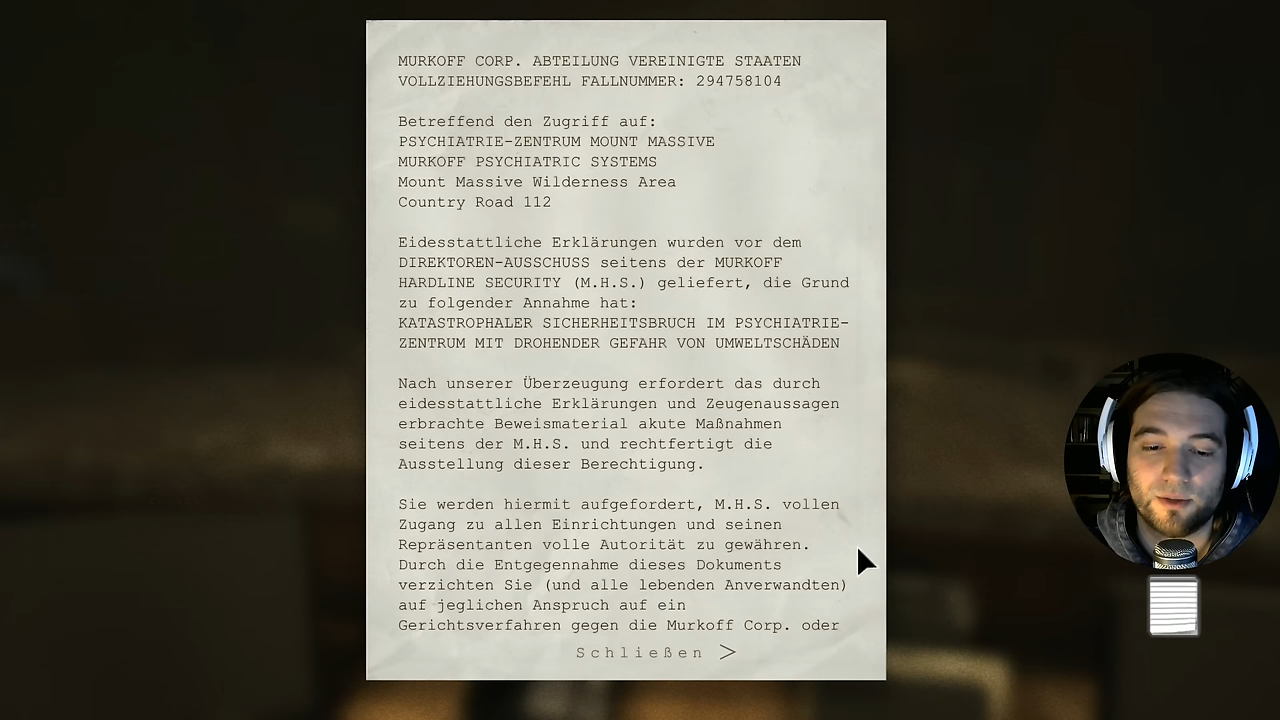 MURKOFF CORP. ABTEILUNG VEREINIGTE STAATEN
VOLLZIEHUNGSBEFEHL FALLNUMMER: 294758104
Betreffend den Zugriff auf:
PSYCHIATRIE-ZENTRUM MOUNT MASSIVE
MURKOFF PSYCHIATRIC SYSTEMS
Mount Massive Wilderness Area
Country Road 112
Eidesstattliche Erklärungen wurden vor dem
DIREKTOREN-AUSSCHUSS seitens der MURKOFF
HARDLINE SECURITY (M.H.S.) geliefert, die Grund
zu folgender Annahme hat:
KATASTROPHALER SICHERHEITSBRUCH IM PSYCHIATRIE-
ZENTRUM MIT DROHENDER GEFAHR VON UMWELTSCHÄDEN
Nach unserer Überzeugung erfordert das durch
eidesstattliche Erklärungen und Zeugenaussagen
erbrachte Beweismaterial akute Maßnahmen
seitens der M.H.S. und rechtfertigt die
Ausstellung dieser Berechtigung.
Sie werden hiermit aufgefordert, M.H.S. vollen
Zugang zu allen Einrichtungen und seinen
Repräsentanten volle Autorität zu gewähren.
Durch die Entgegennahme dieses Dokuments
verzichten Sie (und alle lebenden Anverwandten)
auf jeglichen Anspruch auf ein
Gerichtsverfahren gegen die Murkoff Corp. oder
Schließen >